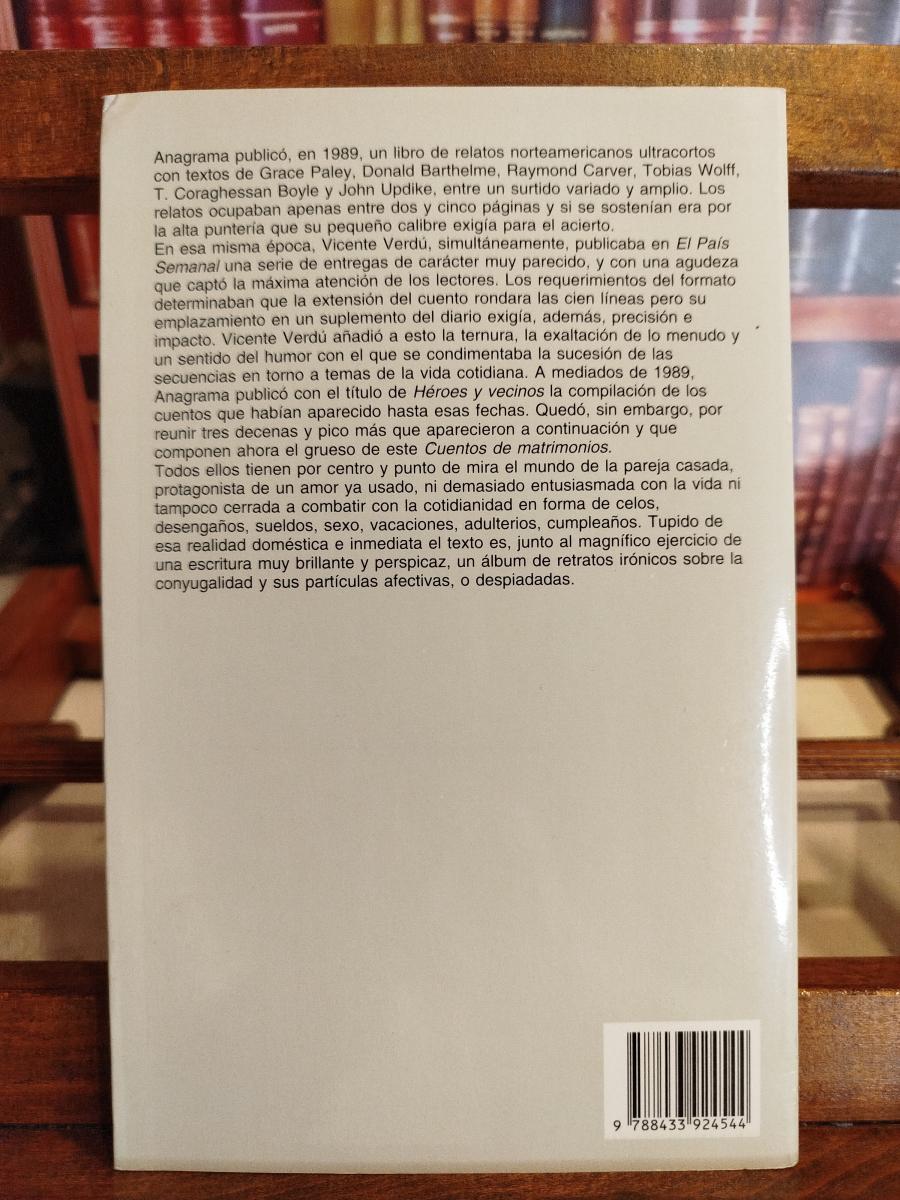 Anagrama publicó, en 1989, un libro de relatos norteamericanos ultracortos
con textos de Grace Paley, Donald Barthelme, Raymond Carver, Tobias Wolff,
T. Coraghessan Boyle y John Updike, entre un surtido variado y amplio. Los
relatos ocupaban apenas entre dos y cinco páginas y si se sostenían era por
la alta puntería que su pequeño calibre exigía para el acierto.
En esa misma época, Vicente Verdú, simultáneamente, publicaba en El País
Semanal una serie de entregas de carácter muy parecido, y con una agudeza
que captó la máxima atención de los lectores. Los requerimientos del formato
determinaban que la extensión del cuento rondara las cien líneas pero su
emplazamiento en un suplemento del diario exigía, además, precisión e
impacto. Vicente Verdú añadió a esto la ternura, la exaltación de lo menudo y
un sentido del humor con el que se condimentaba la sucesión de las
secuencias en torno a temas de la vida cotidiana. A mediados de 1989,
Anagrama publicó con el título de Héroes y vecinos la compilación de los
cuentos que habían aparecido hasta esas fechas. Quedó, sin embargo, por
reunir tres decenas y pico más que aparecieron a continuación y que
componen ahora el grueso de este Cuentos de matrimonios.
Todos ellos tienen por centro y punto de mira el mundo de la pareja casada,
protagonista de un amor ya usado, ni demasiado entusiasmada con la vida ni
tampoco cerrada a combatir con la cotidianidad en forma de celos,
desengaños, sueldos, sexo, vacaciones, adulterios, cumpleaños. Tupido de
esa realidad doméstica e inmediata el texto es, junto al magnífico ejercicio de
una escritura muy brillante y perspicaz, un álbum de retratos irónicos sobre la
conyugalidad y sus partículas afectivas, o despiadadas.
9 788433 924544